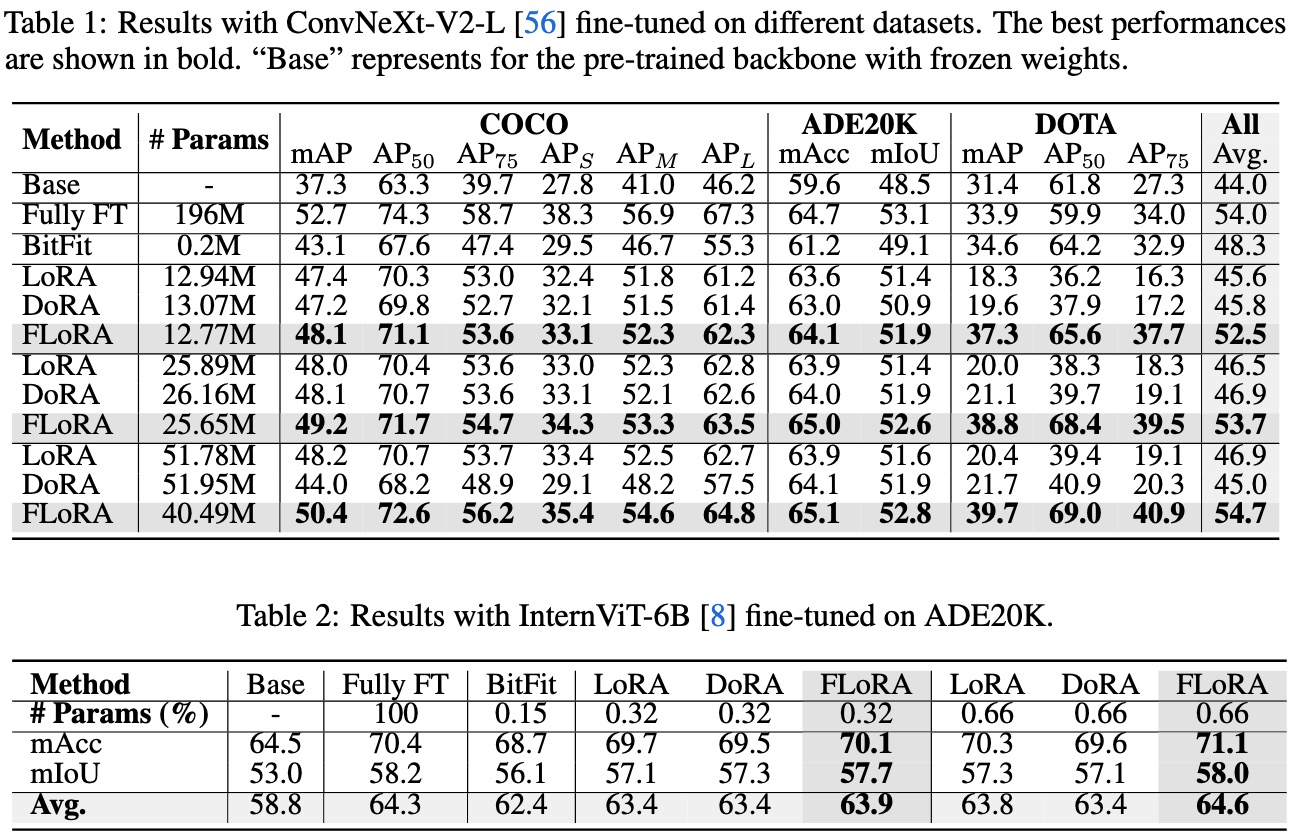 Table 1: Results with ConvNeXt-V2-L [56] fine-tuned on different datasets. The best performances
are shown in bold. “Base” represents for the pre-trained backbone with frozen weights.
Method # Params COCO ADE20K DOTA All
mAP AP50 AP75 APS APM APL mAcc mIoU mAP AP50 AP75 Avg.
Base - 37.3 63.3 39.7 27.8 41.0 46.2 59.6 48.5 31.4 61.8 27.3 44.0
Fully FT 196M 52.7 74.3 58.7 38.3 56.9 67.3 64.7 53.1 33.9 59.9 34.0 54.0
BitFit 0.2M 43.1 67.6 47.4 29.5 46.7 55.3 61.2 49.1 34.6 64.2 32.9 48.3
LoRA 12.94M 47.4 70.3 53.0 32.4 51.8 61.2 63.6 51.4 18.3 36.2 16.3 45.6
DoRA 13.07M 47.2 69.8 52.7 32.1 51.5 61.4 63.0 50.9 19.6 37.9 17.2 45.8
FLoRA 12.77M 48.1 71.1 53.6 33.1 52.3 62.3 64.1 51.9 37.3 65.6 37.7 52.5
LoRA 25.89M 48.0 70.4 53.6 33.0 52.3 62.8 63.9 51.4 20.0 38.3 18.3 46.5
DoRA 26.16M 48.1 70.7 53.6 33.1 52.1 62.6 64.0 51.9 21.1 39.7 19.1 46.9
FLoRA 25.65M 49.2 71.7 54.7 34.3 53.3 63.5 65.0 52.6 38.8 68.4 39.5 53.7
LoRA 51.78M 48.2 70.7 53.7 33.4 52.5 62.7 63.9 51.6 20.4 39.4 19.1 46.9
DoRA 51.95M 44.0 68.2 48.9 29.1 48.2 57.5 64.1 51.9 21.7 40.9 20.3 45.0
FLoRA 40.49M 50.4 72.6 56.2 35.4 54.6 64.8 65.1 52.8 39.7 69.0 40.9 54.7
Table 2: Results with InternViT-6B [8] fine-tuned on ADE20K.
Method Base Fully FT BitFit LoRA DoRA FLoRA LoRA DoRA FLoRA
# Params (%) - 100 0.15 0.32 0.32 0.32 0.66 0.66 0.66
mAcc 64.5 70.4 68.7 69.7 69.5 70.1 70.3 69.6 71.1
mIoU 53.0 58.2 56.1 57.1 57.3 57.7 57.3 57.1 58.0
Avg. 58.8 64.3 62.4 63.4 63.4 63.9 63.8 63.4 64.6